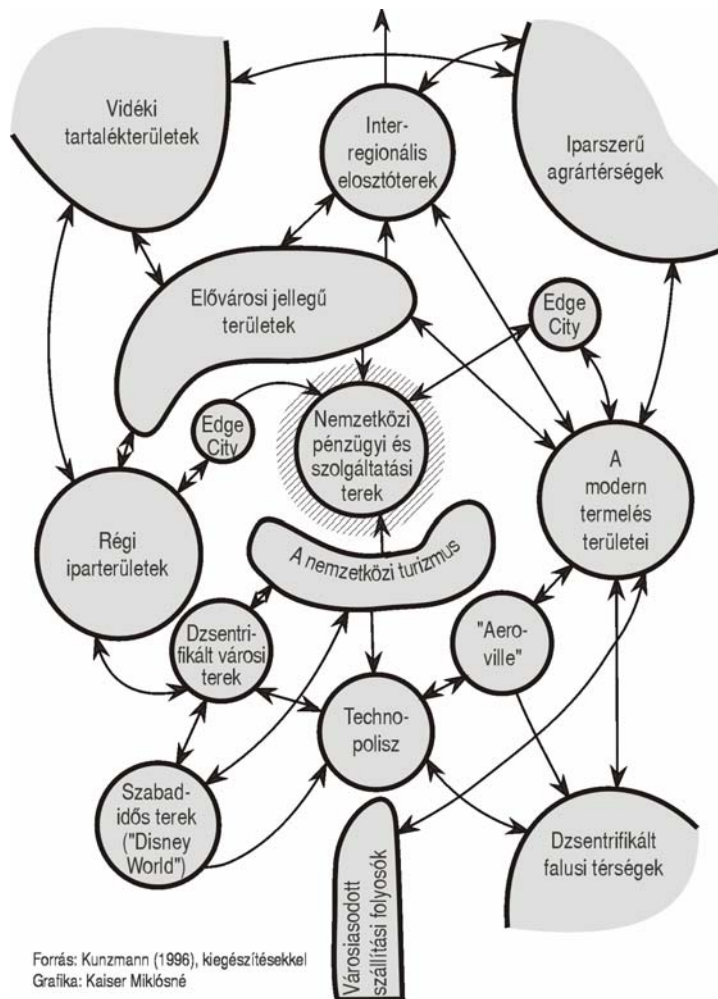 Vidéki
tartalékterületek
Inter-
regionális
elosztóterek
Iparszerű
agrártérségek
Elővárosi jellegű
területek
Edge
City
Edge
City
Nemzetközi
pénzügyi és
szolgáltatási
terek
A
modern
termelés
területei
Régi
iparterületek
A nemzetközi turizmus
Dzsentri-
fikált városi
terek
"Aero-
ville"
Techno-
polisz
Szabad-
idős terek
("Disney
World")
Városiasodott
szállítási folyosók
Dzsentrifikált
falusi térségek
Forrás: Kunzmann (1996), kiegészítésekkel
Grafika: Kaiser Miklósné